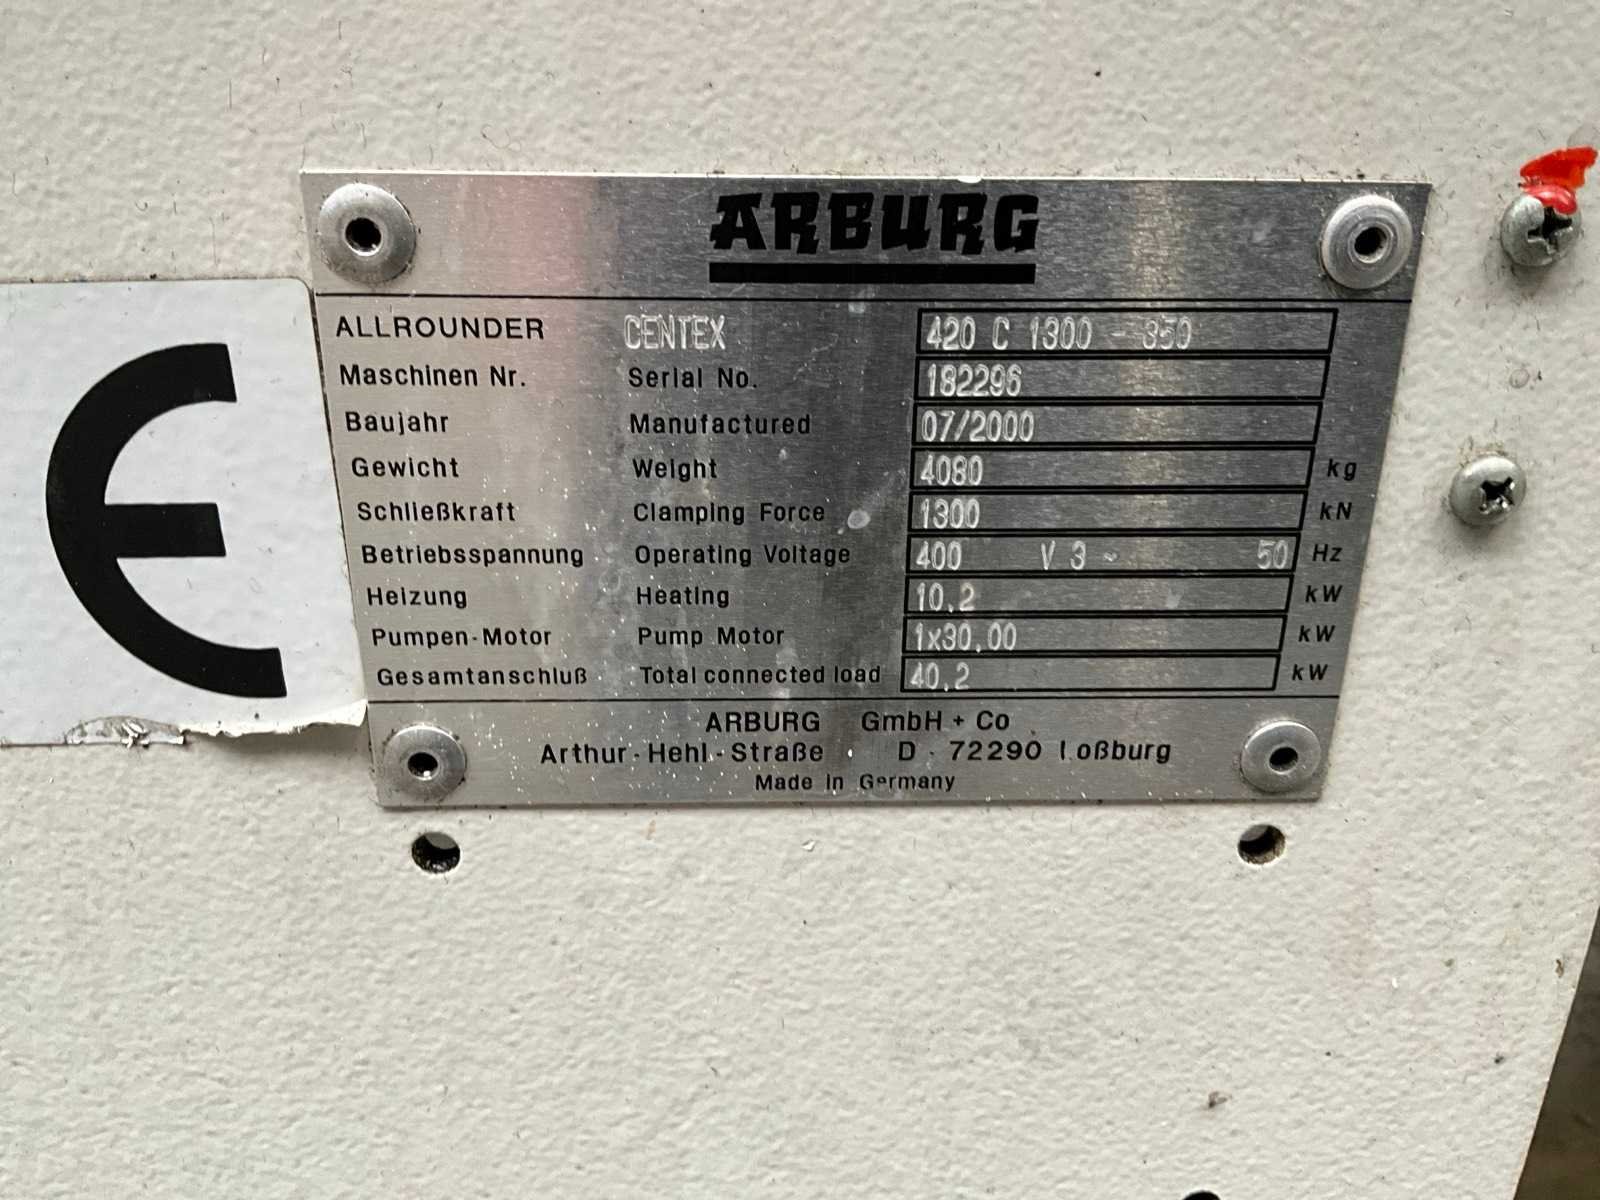 ARBURG
ALLROUNDER CENTEX 420 C 1300 - 350
Maschinen Nr. Serial No. 182296
Baujahr Manufactured 07/2000
Gewicht Weight 4080 kg
Schließkraft Clamping Force 1300 kN
Betriebsspannung Operating Voltage 400 V 3 ~ 50 Hz
Heizung Heating 10,2 kW
Pumpen-Motor Pump Motor 1x30,00 kW
Gesamtanschluß Total connected load 40,2 kW
ARBURG GmbH + Co
Arthur-Hehl-Straße · D-72290 Loßburg
Made in Germany
CE